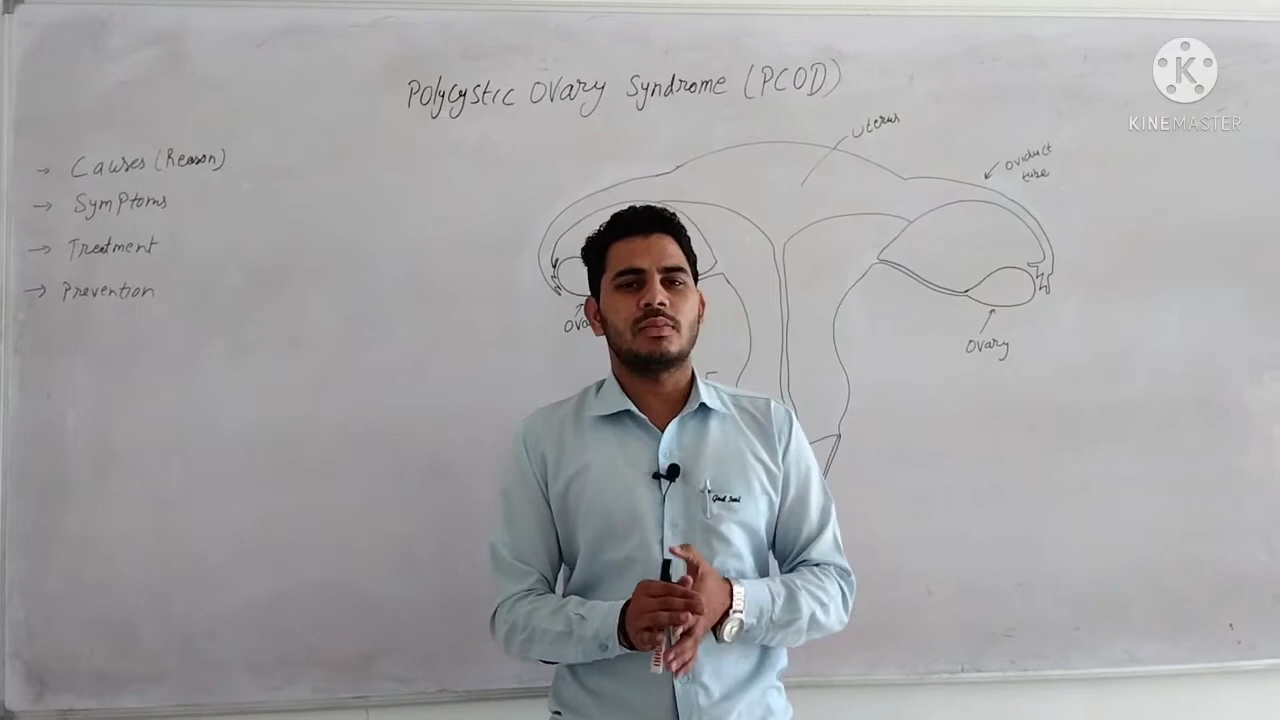 Polycystic Ovary Syndrome (PCOD)
KINEMASTER
Uterus
→ Causes (Reason)
oviduct
tube
→ Symptoms
→ Treatment
→ Prevention
Ovary